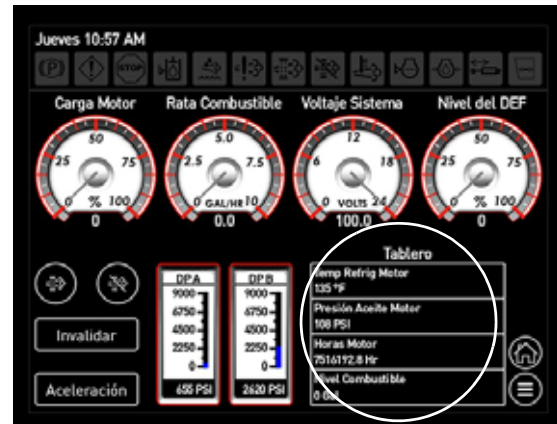 Jueves 10:57 AM
(P) STOP
Carga Motor Rata Combustible Voltaje Sistema Nivel del DEF
50 5.0 12 50
25 75 2.5 7.5 6 18 25 75
0 % 100 0 GAL/HR 10 0 VOLTS 24 0 % 100
0 0.0 100.0 0
Tablero
DPA DPB
9000 9000
6750 6750
4500 4500
2250 2250
0 0
655 PSI 2620 PSI
Temp Refrig Motor
135 °F
Presión Aceite Motor
108 PSI
Horas Motor
7516192.8 Hr
Nivel Combustible
0 Gal
Invalidar
Aceleración